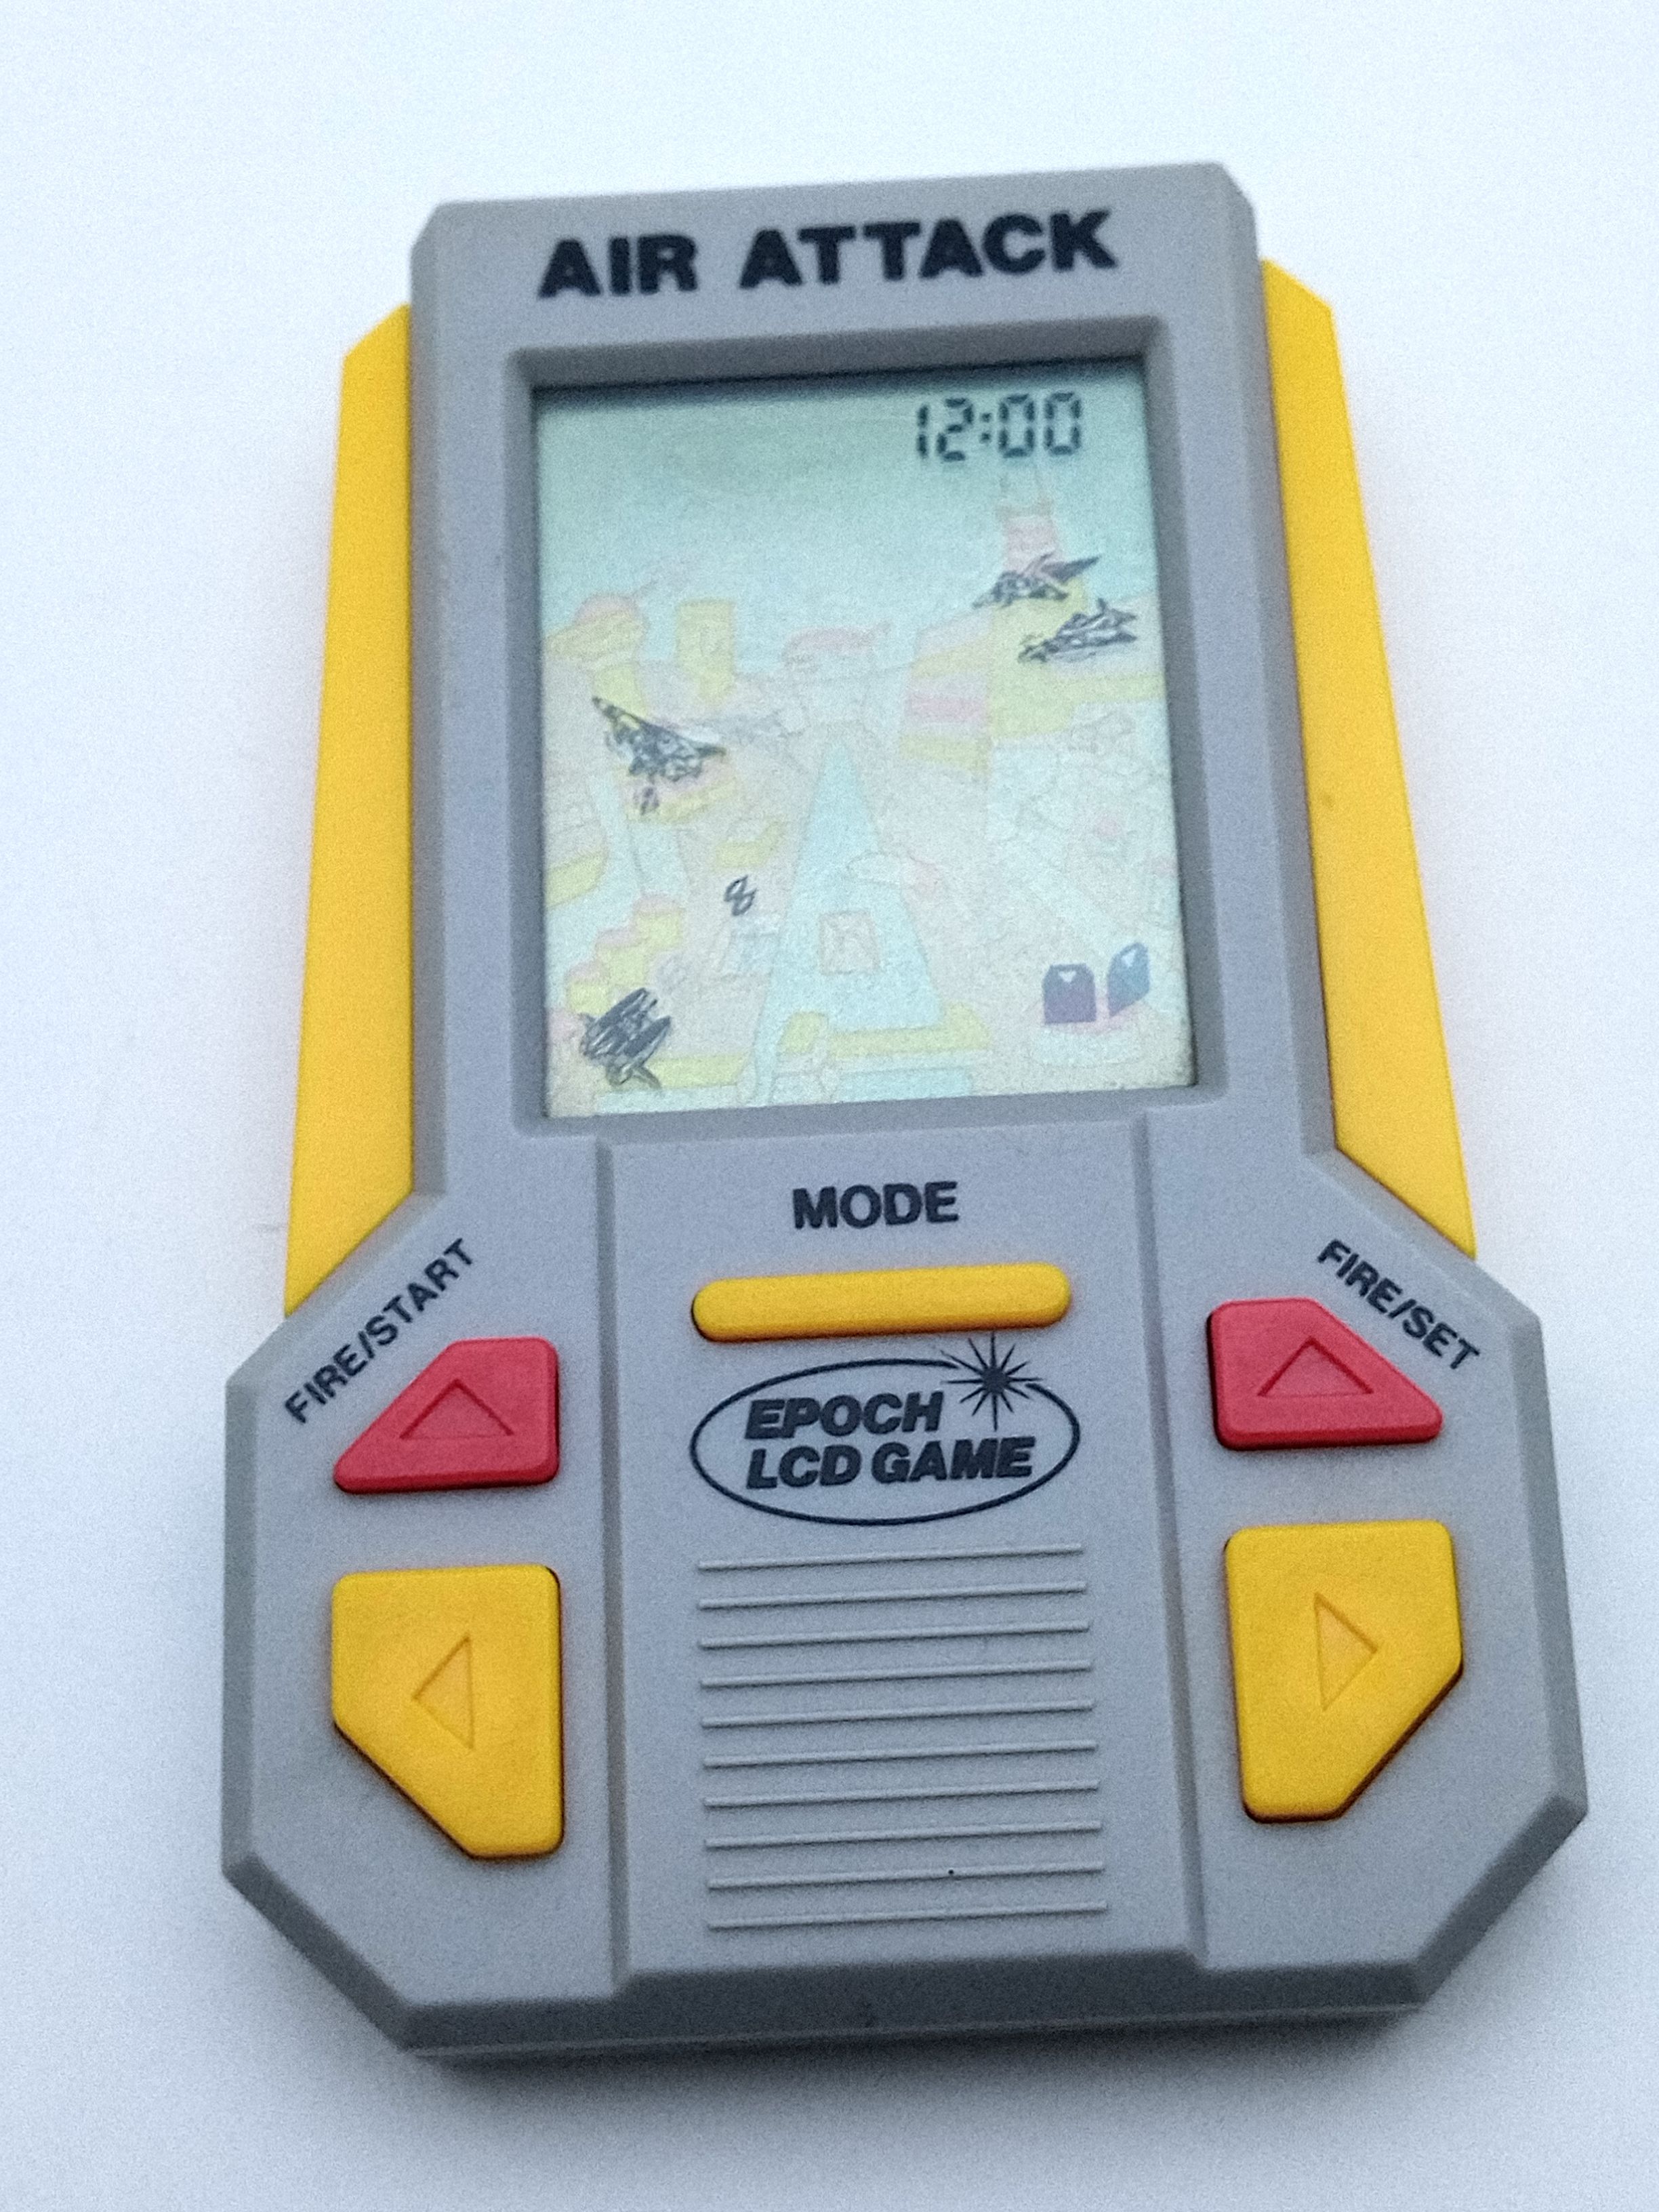 AIR ATTACK
12:00
MODE
FIRE/START
FIRE/SET
EPOCH
LCD GAME